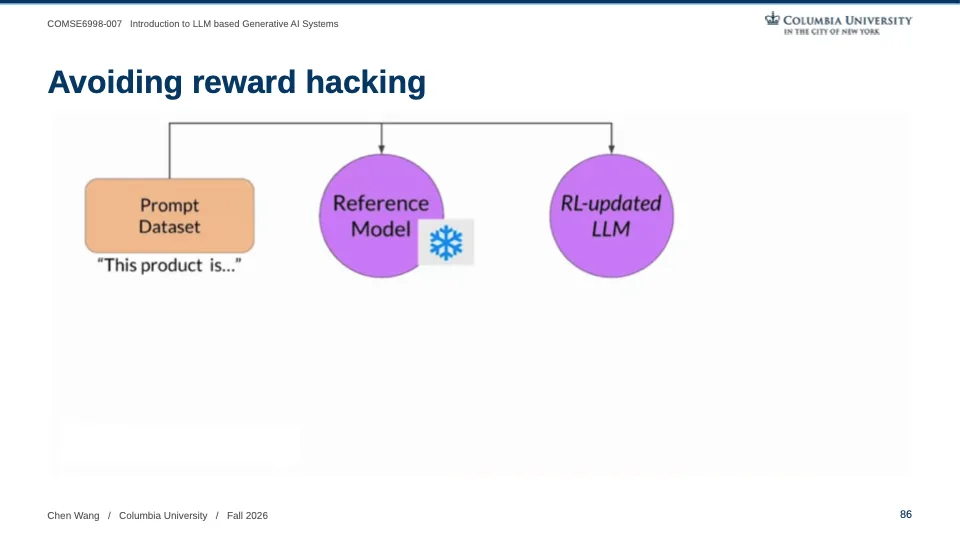 COMSE6998-007 Introduction to LLM based Generative AI Systems
COLUMBIA UNIVERSITY
IN THE CITY OF NEW YORK
Avoiding reward hacking
Prompt
Dataset
"This product is..."
Reference
Model
RL-updated
LLM
Chen Wang / Columbia University / Fall 2026
86